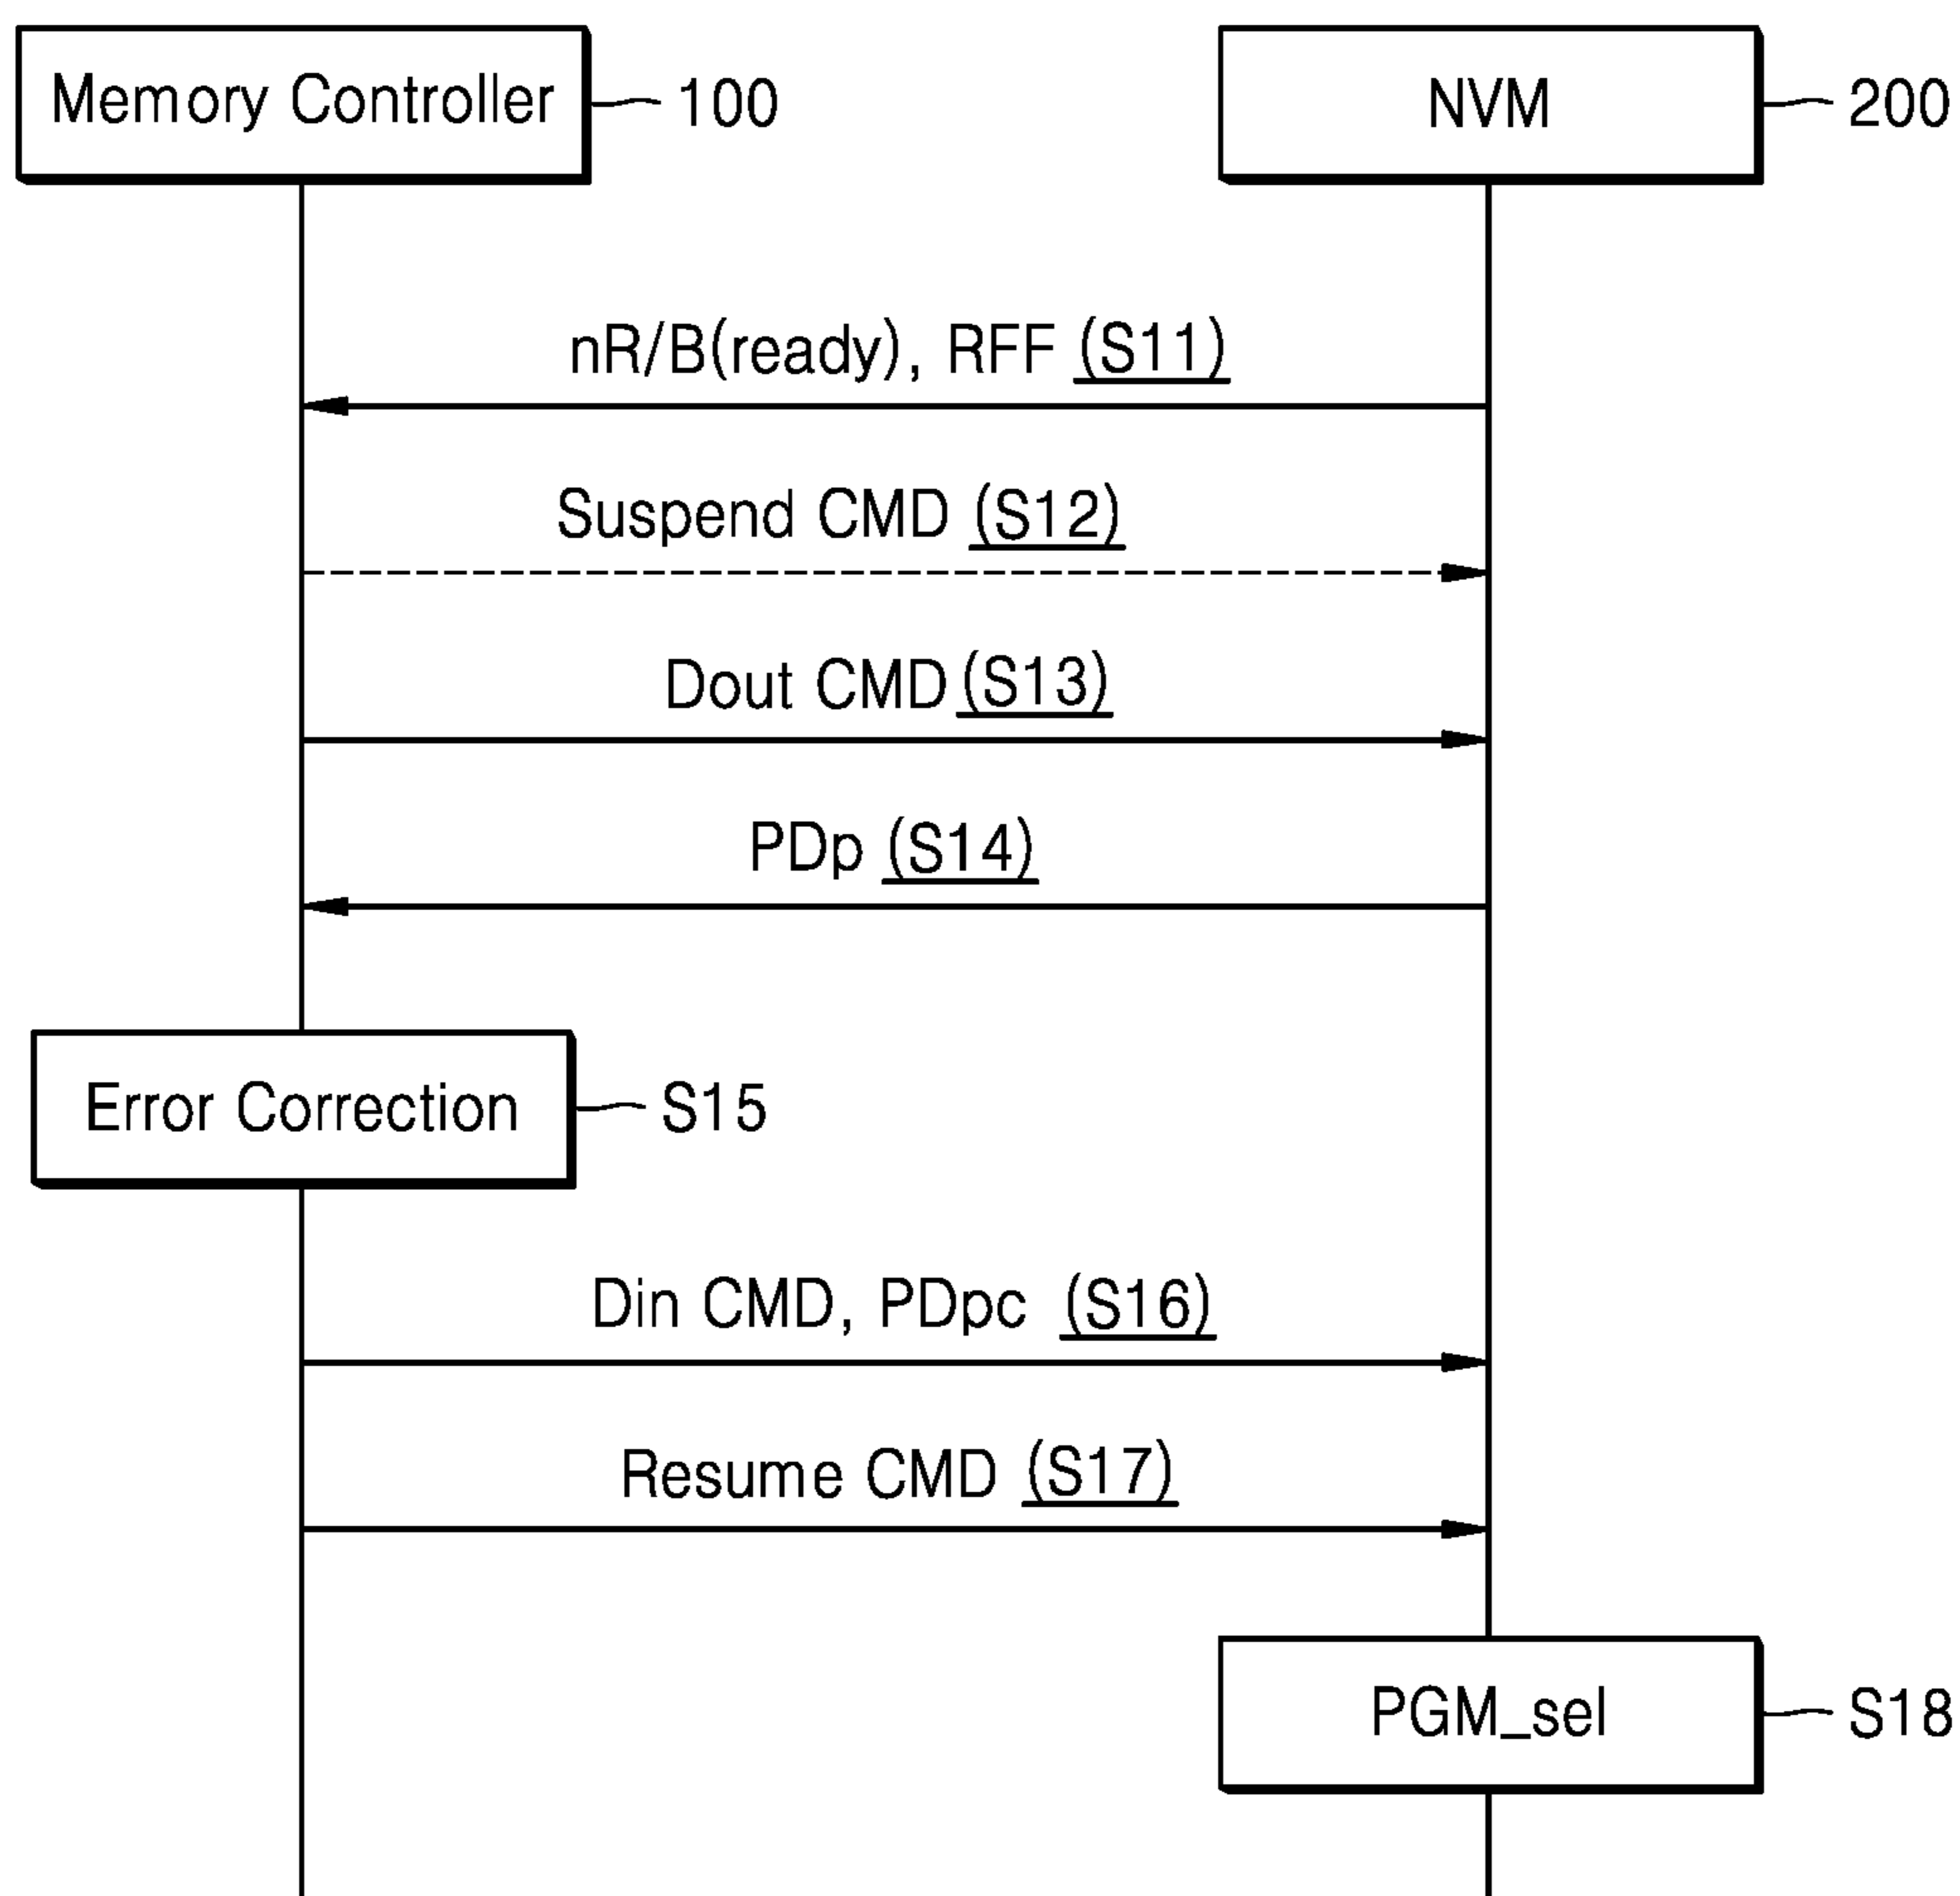 Memory Controller 100
NVM 200
nR/B(ready), RFF (S11)
Suspend CMD (S12)
Dout CMD (S13)
PDp (S14)
Error Correction S15
Din CMD, PDpc (S16)
Resume CMD (S17)
PGM_sel S18